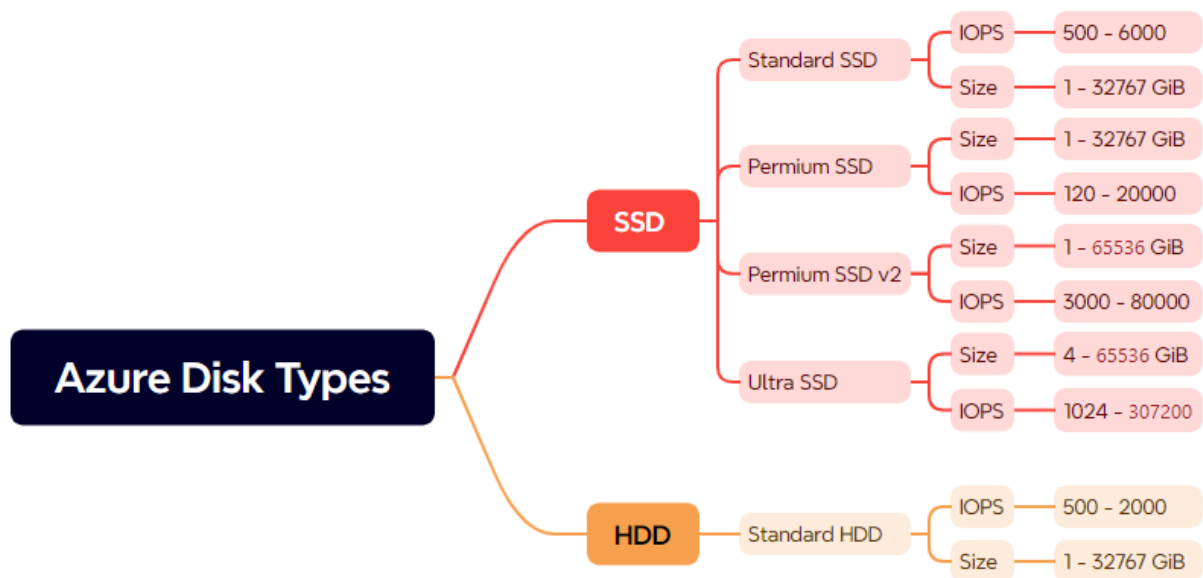 Azure Disk Types
SSD
Standard SSD
IOPS
500 - 6000
Size
1 - 32767 GiB
Permium SSD
Size
1 - 32767 GiB
IOPS
120 - 20000
Permium SSD v2
Size
1 - 65536 GiB
IOPS
3000 - 80000
Ultra SSD
Size
4 - 65536 GiB
IOPS
1024 - 307200
HDD
Standard HDD
IOPS
500 - 2000
Size
1 - 32767 GiB